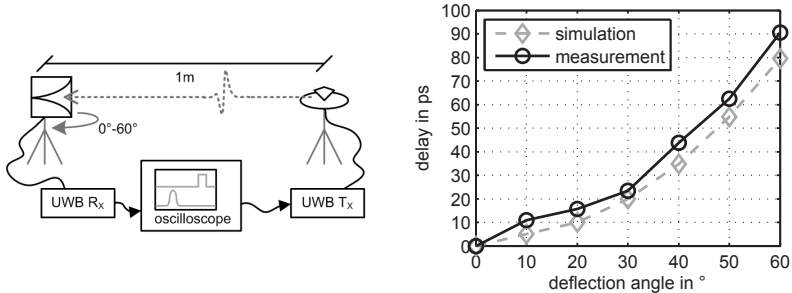 1m
0°-60°
UWB RX
oscilloscope
UWB TX
simulation
measurement
delay in ps
100
90
80
70
60
50
40
30
20
10
0
0 10 20 30 40 50 60
deflection angle in °